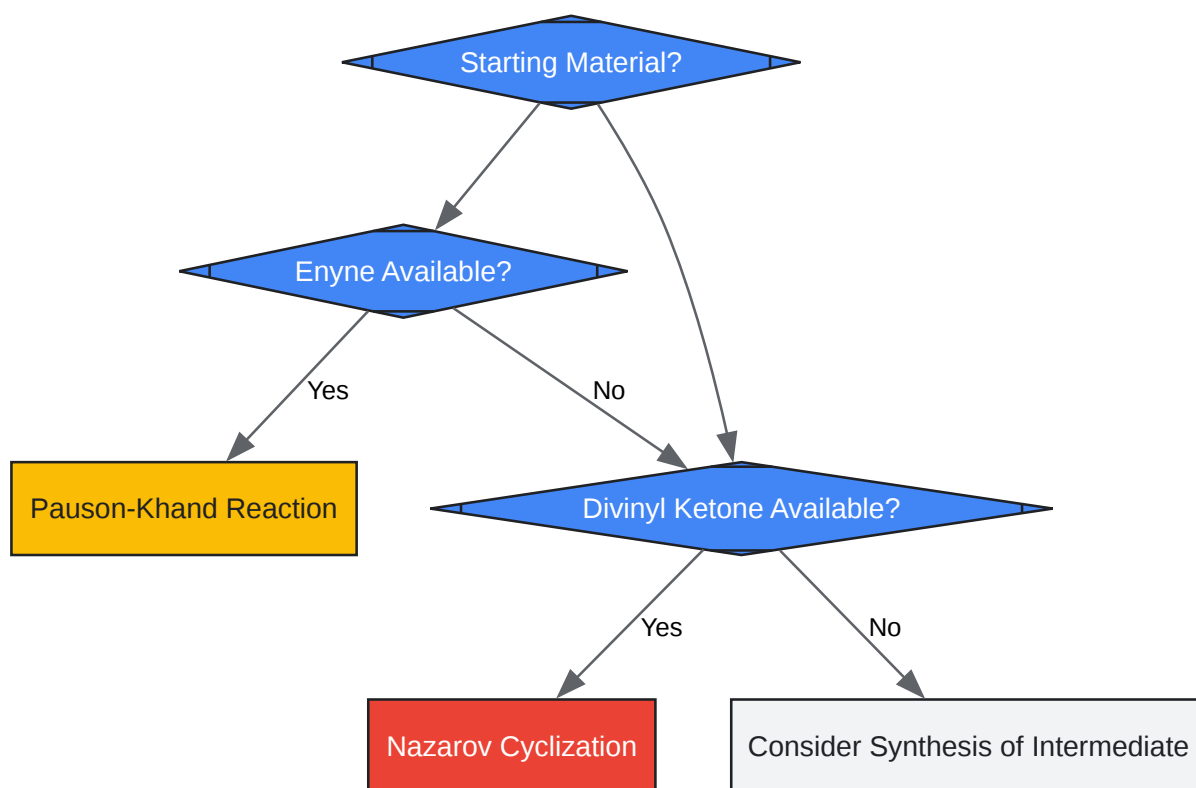 Starting Material?
Enyne Available?
Yes
No
Pauson-Khand Reaction
Divinyl Ketone Available?
Yes
No
Nazarov Cyclization
Consider Synthesis of Intermediate